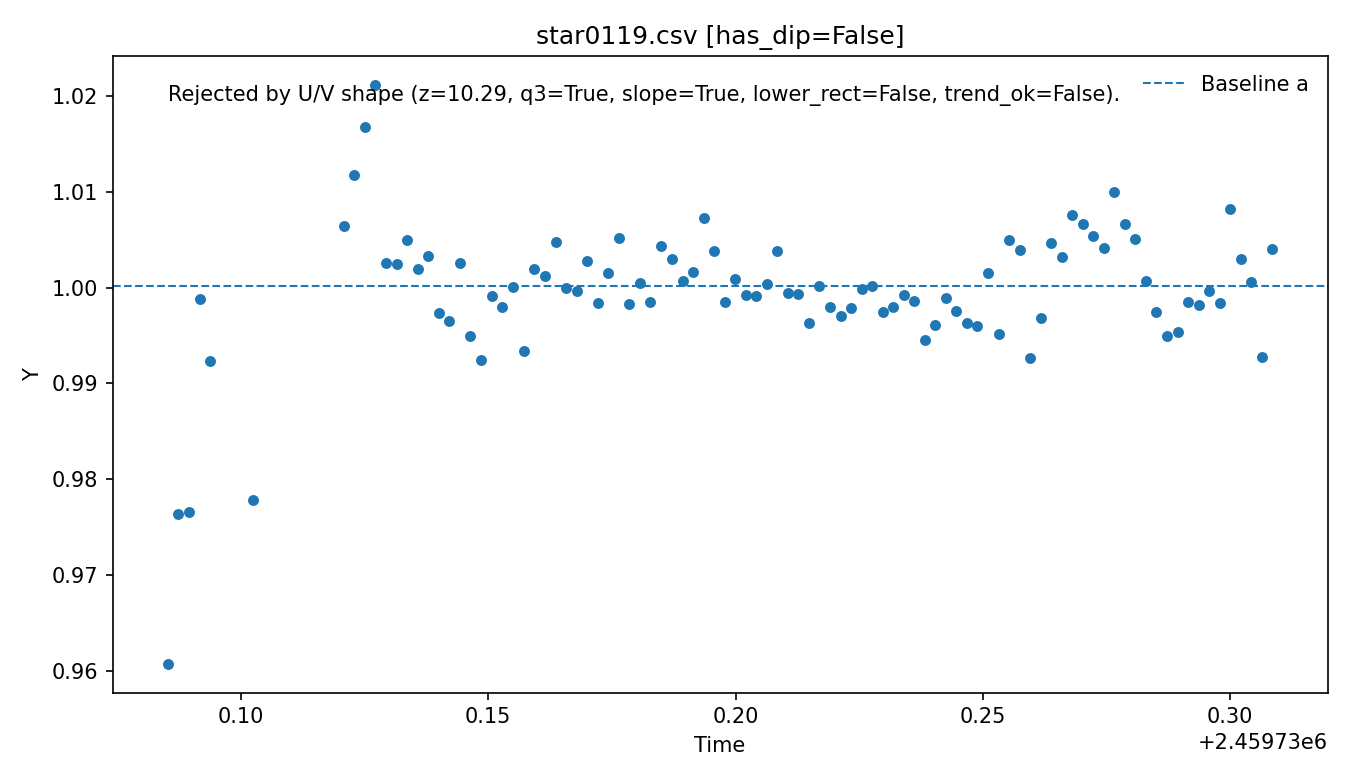 star0119.csv [has_dip=False]
Rejected by U/V shape (z=10.29, q3=True, slope=True, lower_rect=False, trend_ok=False).
Baseline a
1.02
1.01
1.00
0.99
0.98
0.97
0.96
Y
0.10
0.15
0.20
0.25
0.30
Time
+2.45973e6